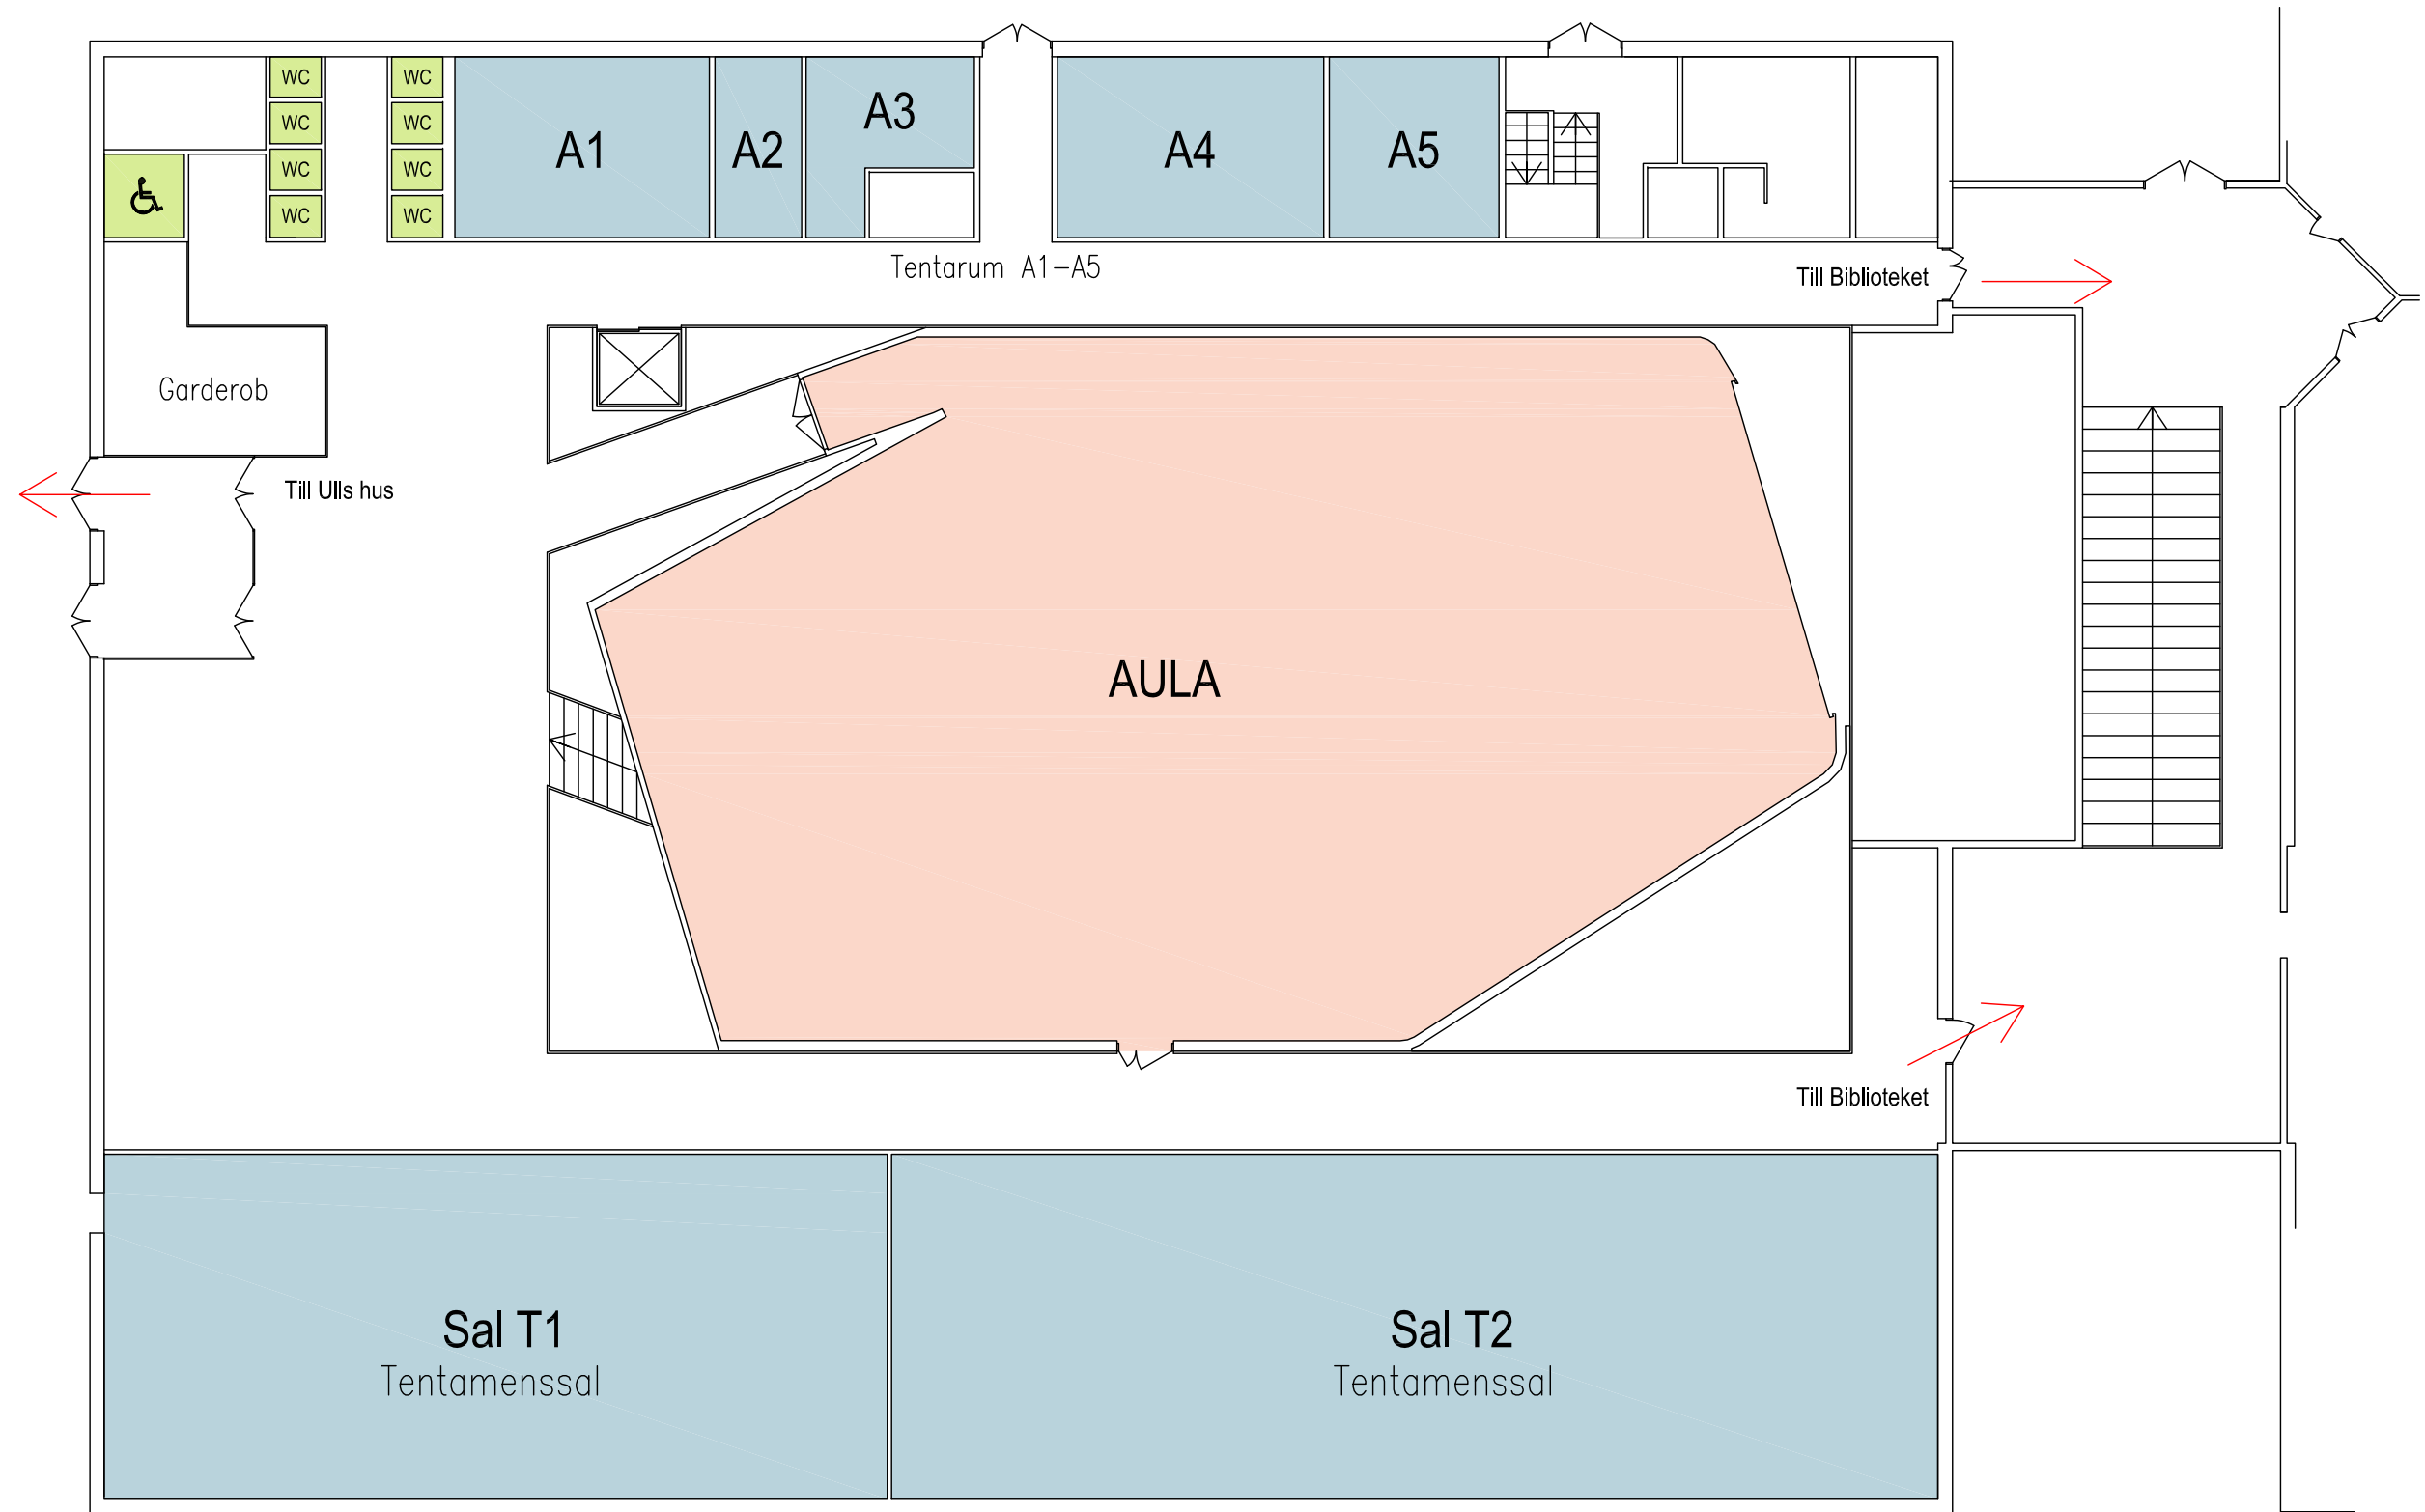 WC
WC
WC
WC
WC
WC
WC
WC
A1
A2
A3
A4
A5
Tentarum A1-A5
Till Biblioteket
Garderob
Till Ulls hus
AULA
Till Biblioteket
Sal T1
Tentamenssal
Sal T2
Tentamenssal